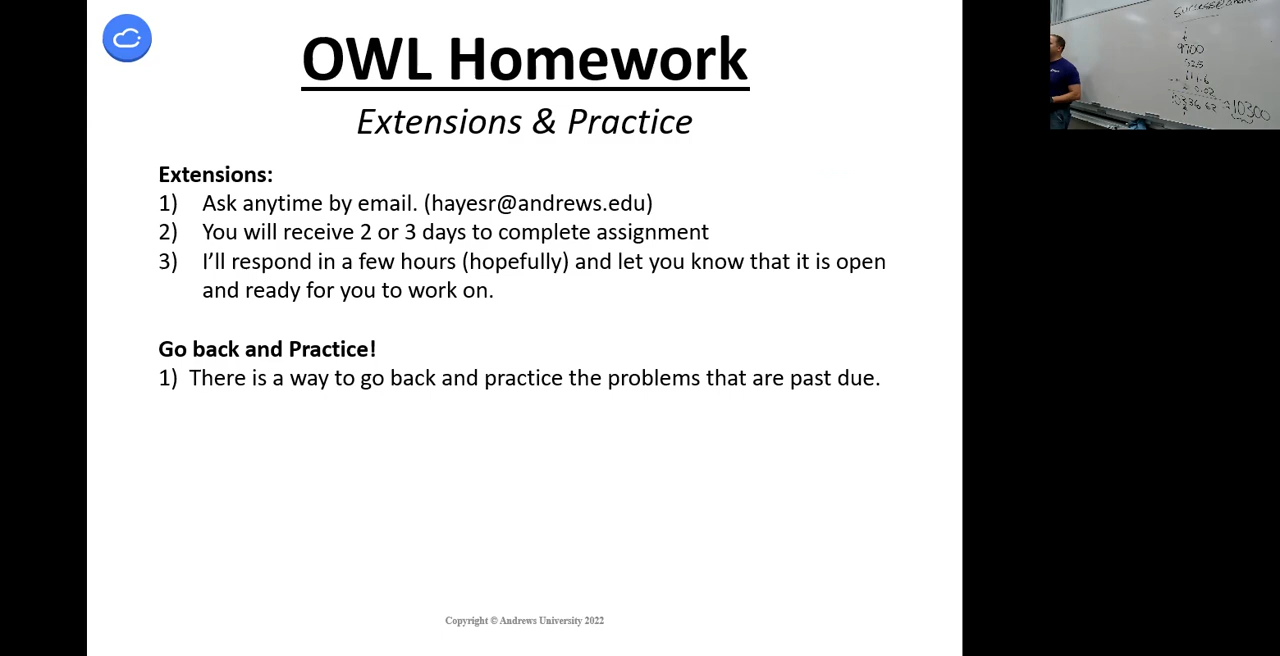 OWL Homework
Extensions & Practice
Extensions:
1) Ask anytime by email. (hayesr@andrews.edu)
2) You will receive 2 or 3 days to complete assignment
3) I’ll respond in a few hours (hopefully) and let you know that it is open
and ready for you to work on.
Go back and Practice!
1) There is a way to go back and practice the problems that are past due.
Copyright © Andrews University 2022
9700
525
10300